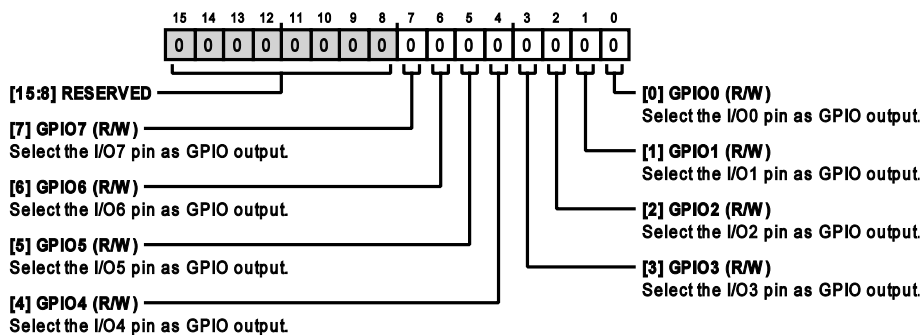 15 14 13 12 11 10 9 8 7 6 5 4 3 2 1 0
0 0 0 0 0 0 0 0 0 0 0 0 0 0 0 0
[15:8] RESERVED
[7] GPIO7 (R/W)
Select the I/O7 pin as GPIO output.
[6] GPIO6 (R/W)
Select the I/O6 pin as GPIO output.
[5] GPIO5 (R/W)
Select the I/O5 pin as GPIO output.
[4] GPIO4 (R/W)
Select the I/O4 pin as GPIO output.
[0] GPIO0 (R/W)
Select the I/O0 pin as GPIO output.
[1] GPIO1 (R/W)
Select the I/O1 pin as GPIO output.
[2] GPIO2 (R/W)
Select the I/O2 pin as GPIO output.
[3] GPIO3 (R/W)
Select the I/O3 pin as GPIO output.